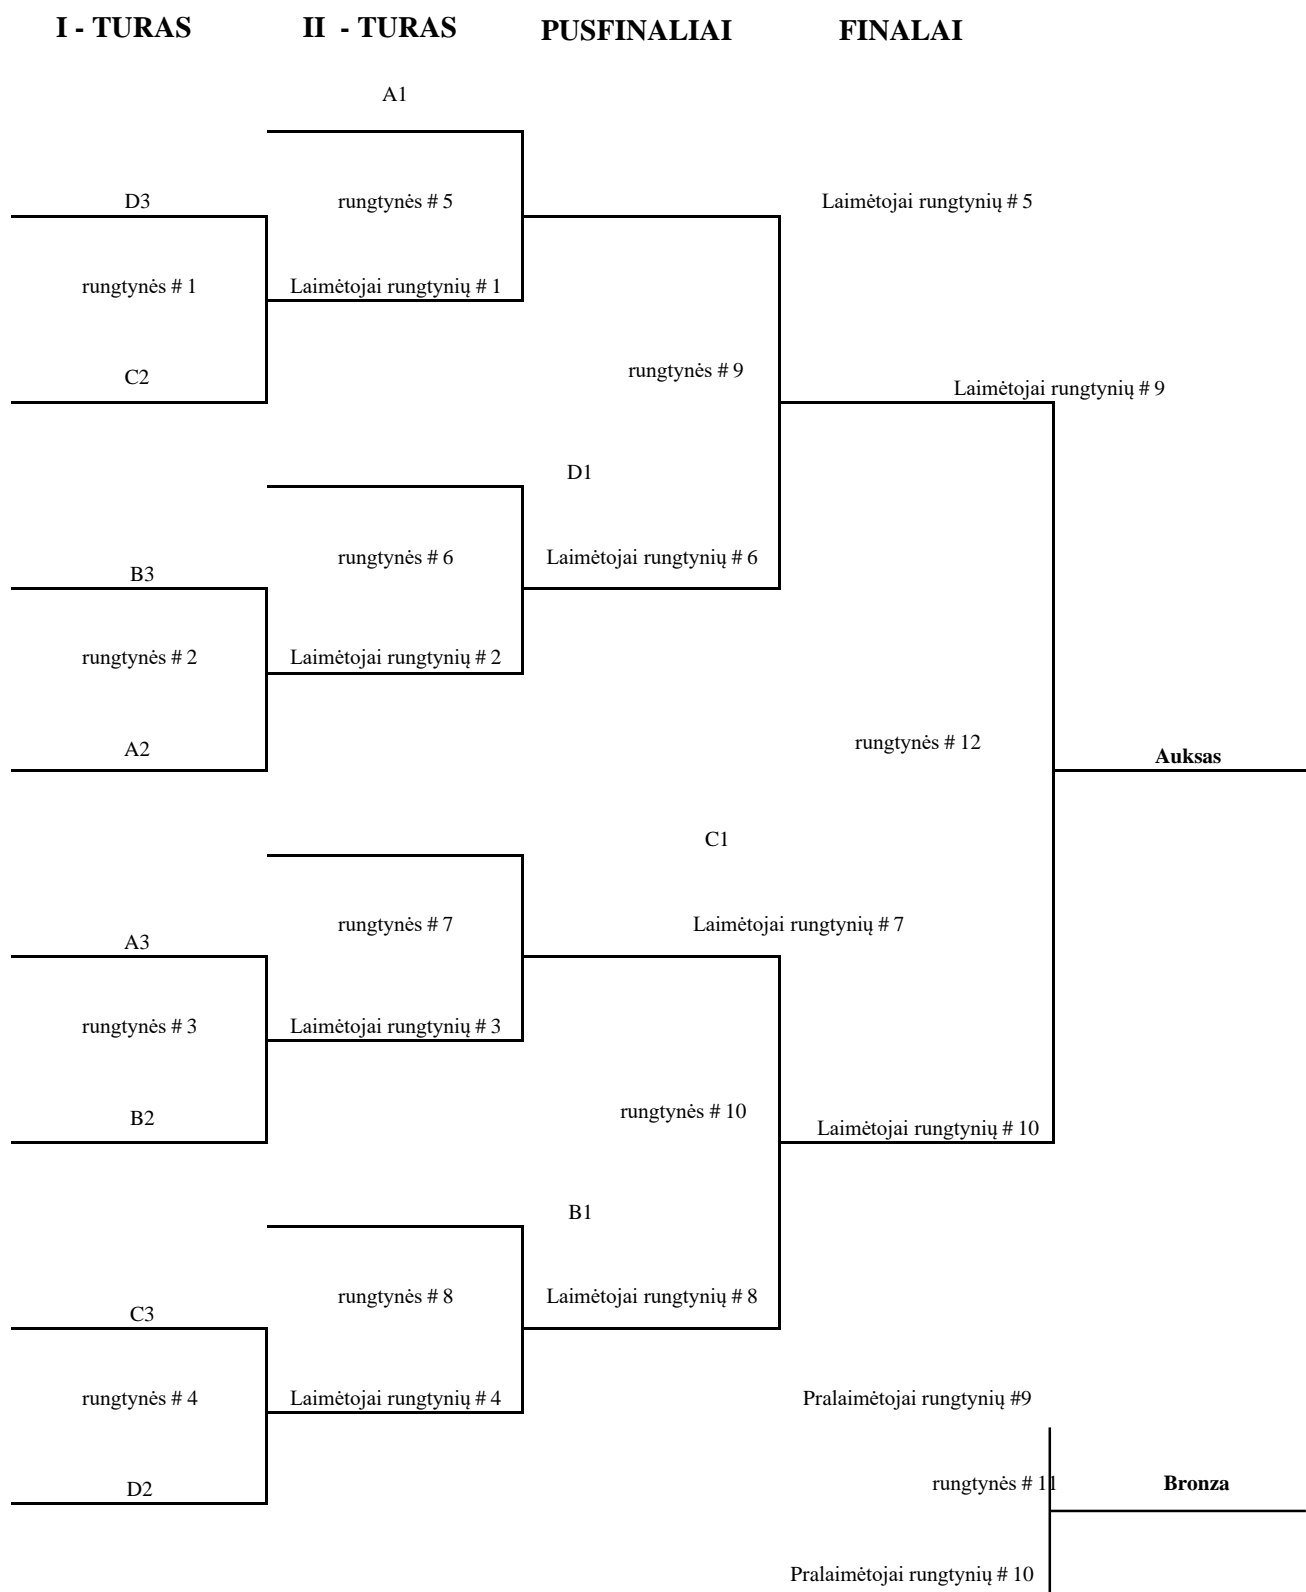 I - TURAS II - TURAS PUSFINALIAI FINALAI
A1
D3 rungtynės # 5 Laimėtojai rungtynių # 5
rungtynės # 1 Laimėtojai rungtynių # 1
rungtynės # 9
C2 Laimėtojai rungtynių # 9
D1
rungtynės # 6 Laimėtojai rungtynių # 6
B3
rungtynės # 2 Laimėtojai rungtynių # 2
rungtynės # 12
A2 Auksas
C1
rungtynės # 7 Laimėtojai rungtynių # 7
A3
rungtynės # 3 Laimėtojai rungtynių # 3
rungtynės # 10
B2 Laimėtojai rungtynių # 10
B1
rungtynės # 8 Laimėtojai rungtynių # 8
C3
rungtynės # 4 Laimėtojai rungtynių # 4 Pralaimėtojai rungtynių #9
D2 rungtynės # 11 Bronza
Pralaimėtojai rungtynių # 10